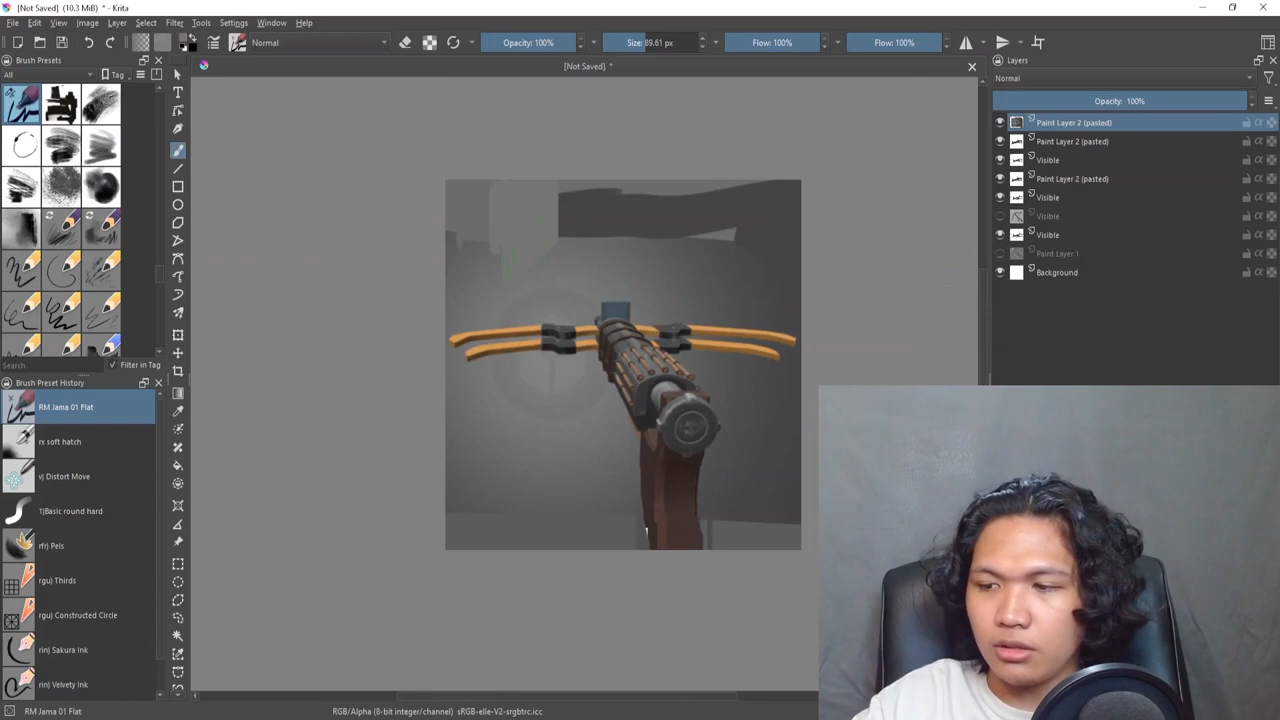 [Not Saved] (10.3 MiB) * - Krita
File Edit View Image Layer Select Filter Tools Settings Window Help
Normal
Opacity: 100%
Size: 89.61 px
Flow: 100%
Flow: 100%
Brush Presets
[Not Saved] *
Layers
All
Tag
Normal
Opacity: 100%
Paint Layer 2 (pasted)
Paint Layer 2 (pasted)
Visible
Paint Layer 2 (pasted)
Visible
Visible
Visible
Paint Layer 1
Background
Search
Filter in Tag
Brush Preset History
RM Jama 01 Flat
rx soft hatch
v) Distort Move
1)Basic round hard
rfr) Pels
rgu) Thirds
rgu) Constructed Circle
rin) Sakura Ink
rin) Velvety Ink
RM Jama 01 Flat
RGB/Alpha (8-bit integer/channel) sRGB-elle-V2-srgbtrc.icc